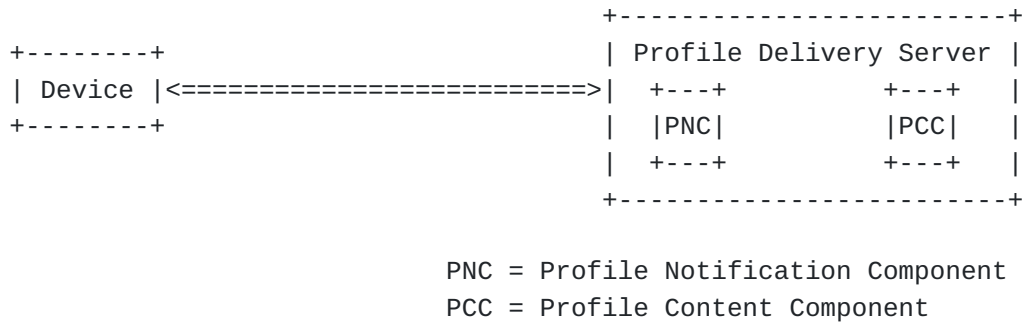 Profile Delivery Server
Device
PNC PCC
PNC = Profile Notification Component
PCC = Profile Content Component